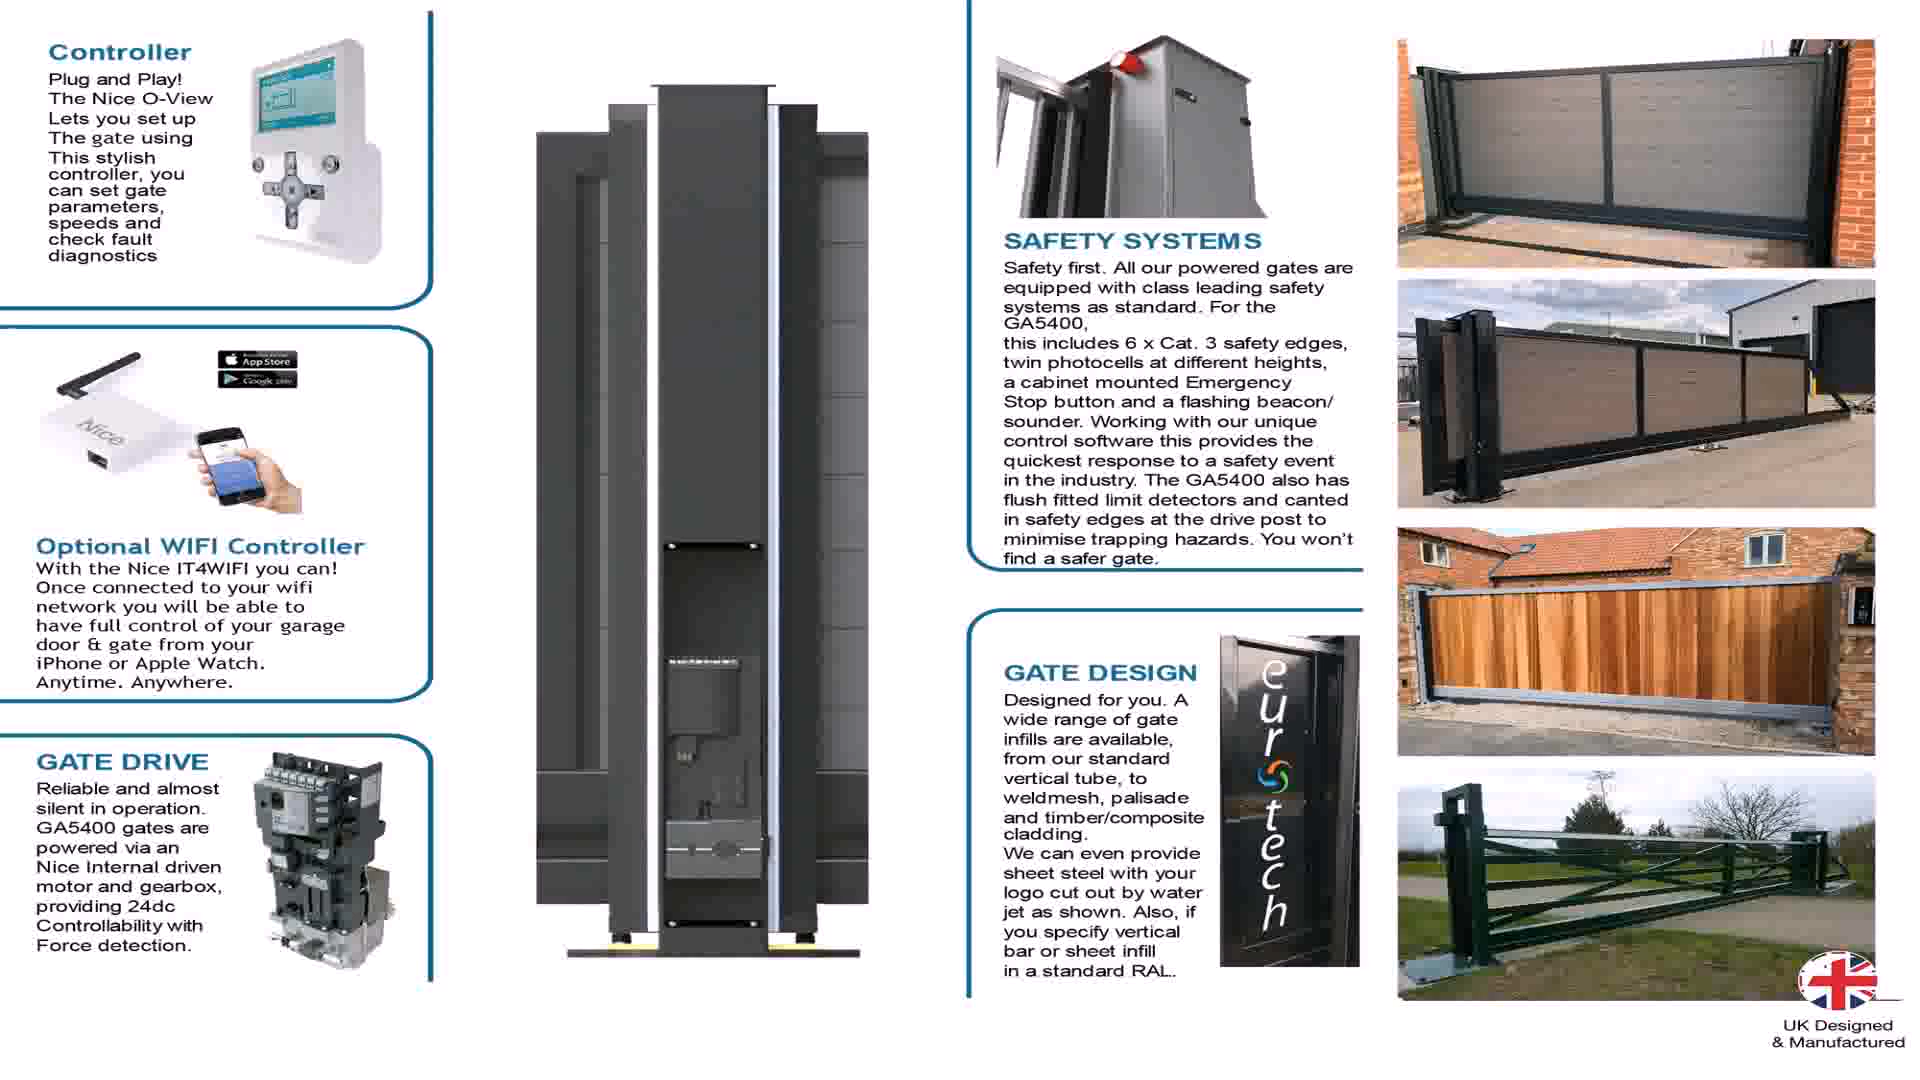 Controller
Plug and Play!
The Nice O-View
Lets you set up
The gate using
This stylish
controller, you
can set gate
parameters,
speeds and
check fault
diagnostics
App Store
Google
Nice
Optional WIFI Controller
With the Nice IT4WIFI you can!
Once connected to your wifi
network you will be able to
have full control of your garage
door & gate from your
iPhone or Apple Watch.
Anytime. Anywhere.
GATE DRIVE
Reliable and almost
silent in operation.
GA5400 gates are
powered via an
Nice Internal driven
motor and gearbox,
providing 24dc
Controllability with
Force detection.
SAFETY SYSTEMS
Safety first. All our powered gates are
equipped with class leading safety
systems as standard. For the
GA5400,
this includes 6 x Cat. 3 safety edges,
twin photocells at different heights,
a cabinet mounted Emergency
Stop button and a flashing beacon/
sounder. Working with our unique
control software this provides the
quickest response to a safety event
in the industry. The GA5400 also has
flush fitted limit detectors and canted
in safety edges at the drive post to
minimise trapping hazards. You won't
find a safer gate.
GATE DESIGN
Designed for you. A
wide range of gate
infills are available,
from our standard
vertical tube, to
weldmesh, palisade
and timber/composite
cladding.
We can even provide
sheet steel with your
logo cut out by water
jet as shown. Also, if
you specify vertical
bar or sheet infill
in a standard RAL.
eurotech
UK Designed
& Manufactured